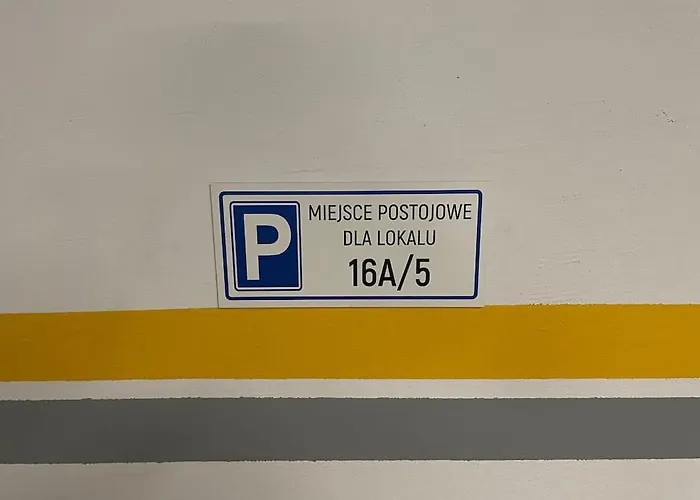 P
MIEJSCE POSTOJOWE
DLA LOKALU
16A/5